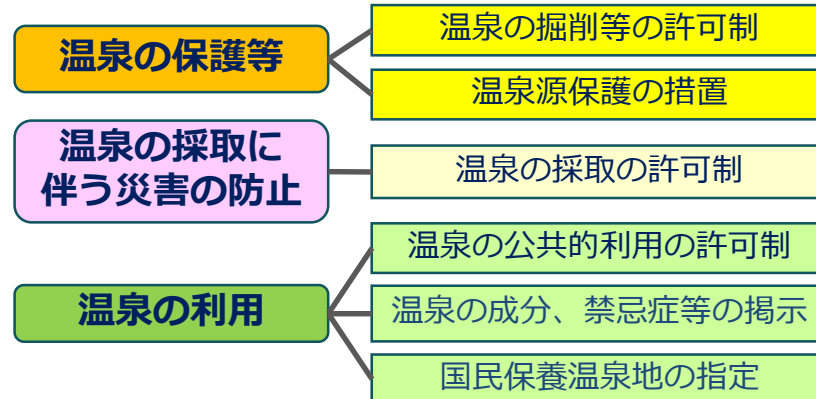 温泉の保護等
温泉の掘削等の許可制
温泉源保護の措置
温泉の採取に
伴う災害の防止
温泉の採取の許可制
温泉の利用
温泉の公共的利用の許可制
温泉の成分、禁忌症等の掲示
国民保養温泉地の指定